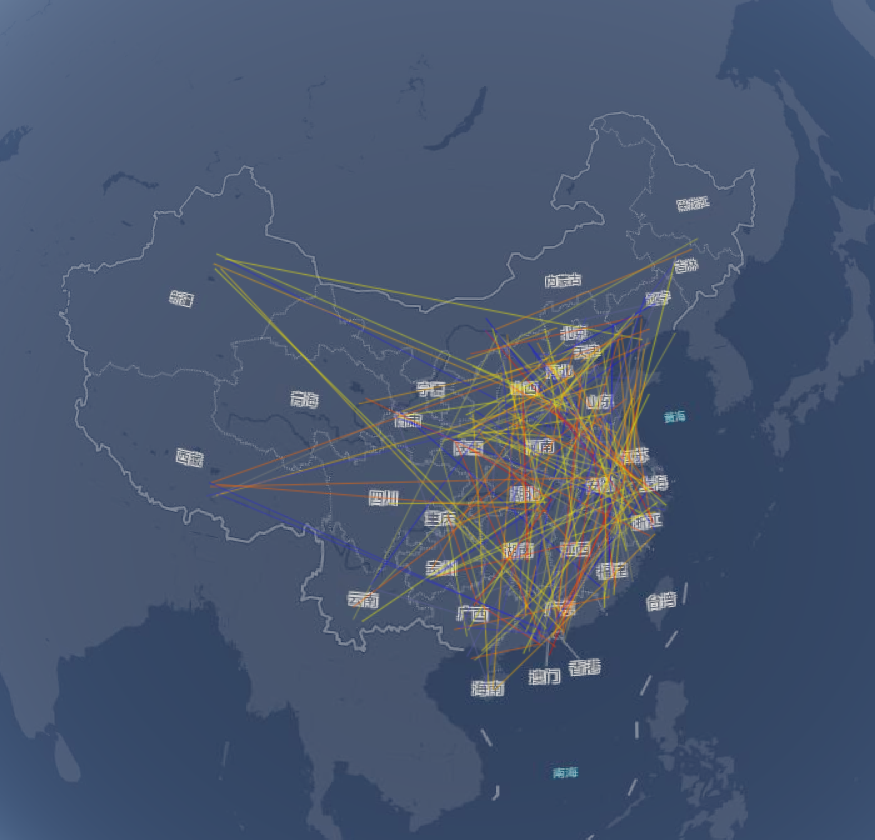 黑龙江
吉林
内蒙古
新疆
辽宁
北京
天津
河北
宁夏
山西
青海
山东
黄海
甘肃
陕西
河南
江苏
西藏
四川
湖北
安徽
上海
重庆
浙江
湖南
江西
贵州
福建
云南
台湾
广西
广东
香港
澳门
海南
南海